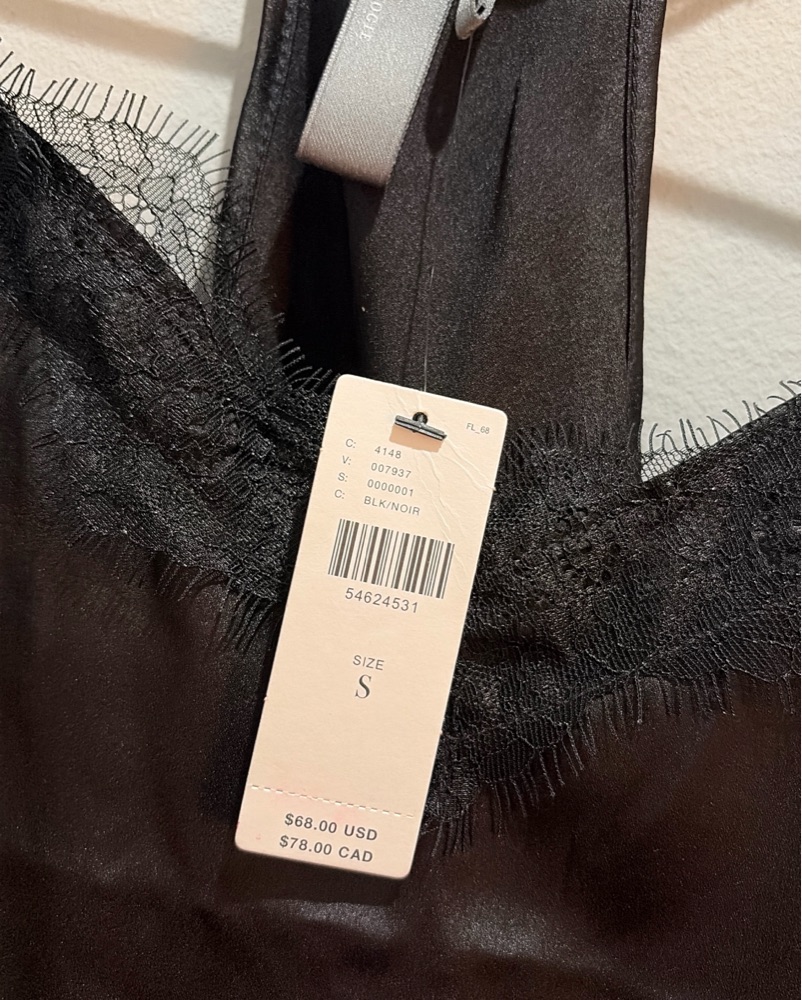 FL_68
C: 4148
V: 007937
S: 0000001
C: BLK/NOIR
54624531
SIZE
S
$68.00 USD
$78.00 CAD